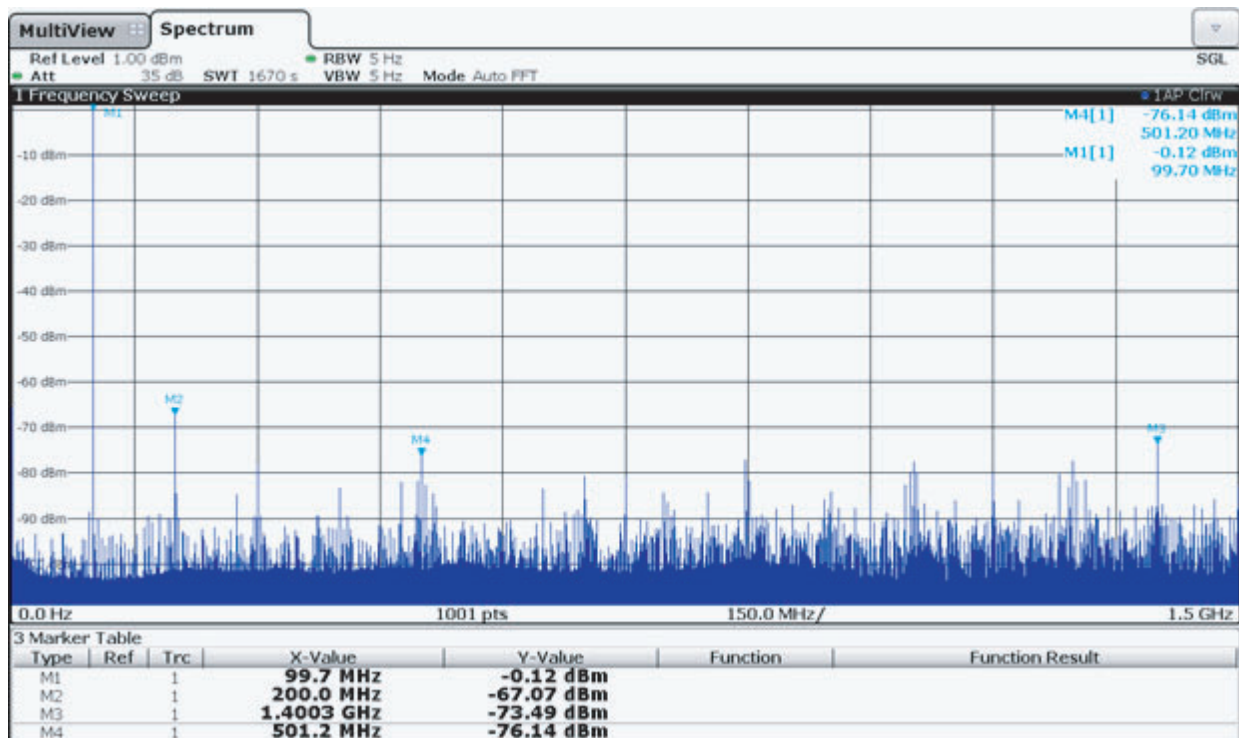 MultiView Spectrum
Ref Level 1.00 dBm RBW 5 Hz SGL
Att 35 dB SWT 1670 s VBW 5 Hz Mode Auto FFT
1 Frequency Sweep 1AP Clrw
M1
M4[1] -76.14 dBm
501.20 MHz
M1[1] -0.12 dBm
99.70 MHz
-10 dBm
-20 dBm
-30 dBm
-40 dBm
-50 dBm
-60 dBm
M2
-70 dBm
M4
M3
-80 dBm
-90 dBm
0.0 Hz 1001 pts 150.0 MHz/ 1.5 GHz
3 Marker Table
Type Ref Trc X-Value Y-Value Function Function Result
M1 1 99.7 MHz -0.12 dBm
M2 1 200.0 MHz -67.07 dBm
M3 1 1.4003 GHz -73.49 dBm
M4 1 501.2 MHz -76.14 dBm